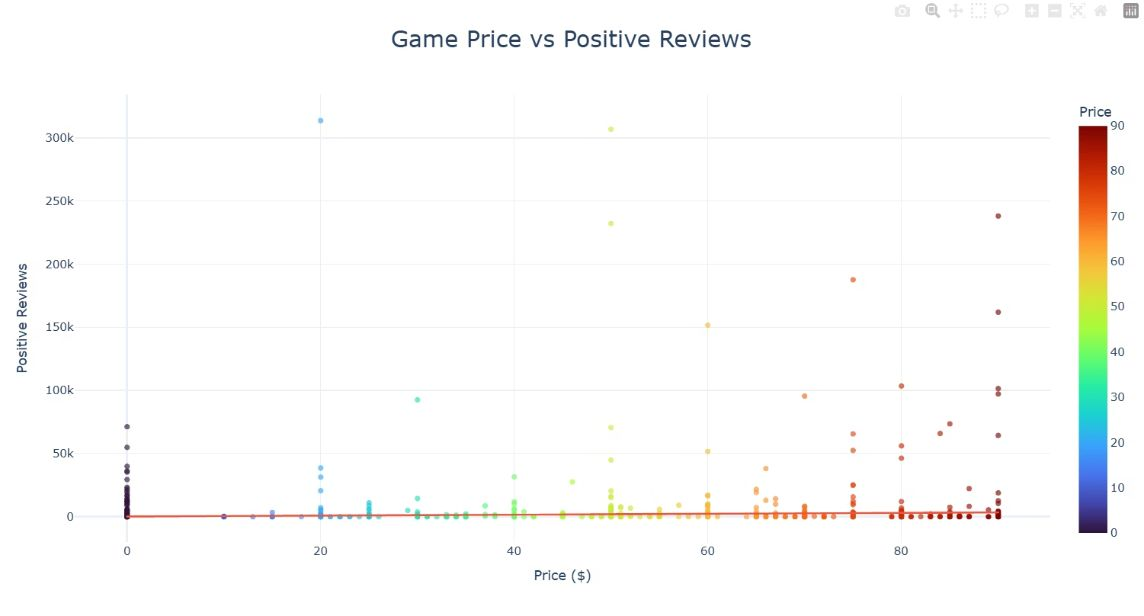 Game Price vs Positive Reviews
Positive Reviews
300k
250k
200k
150k
100k
50k
0
0
20
40
60
80
Price ($)
Price
90
80
70
60
50
40
30
20
10
0